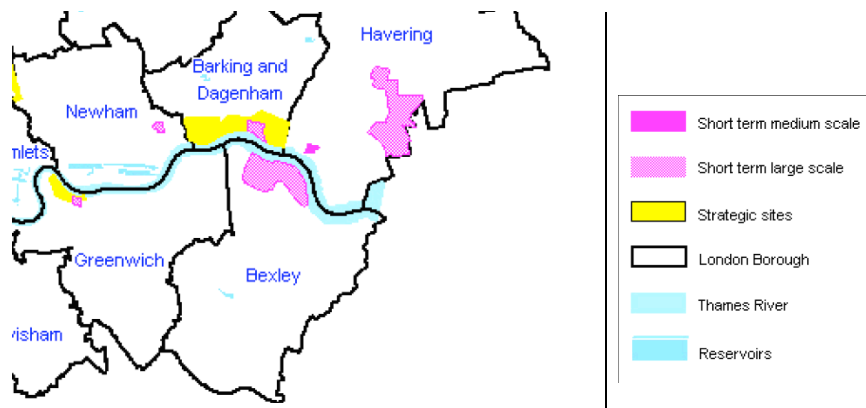 Havering
Barking and
Dagenham
Newham
mlets
Greenwich
Bexley
visham
Short term medium scale
Short term large scale
Strategic sites
London Borough
Thames River
Reservoirs